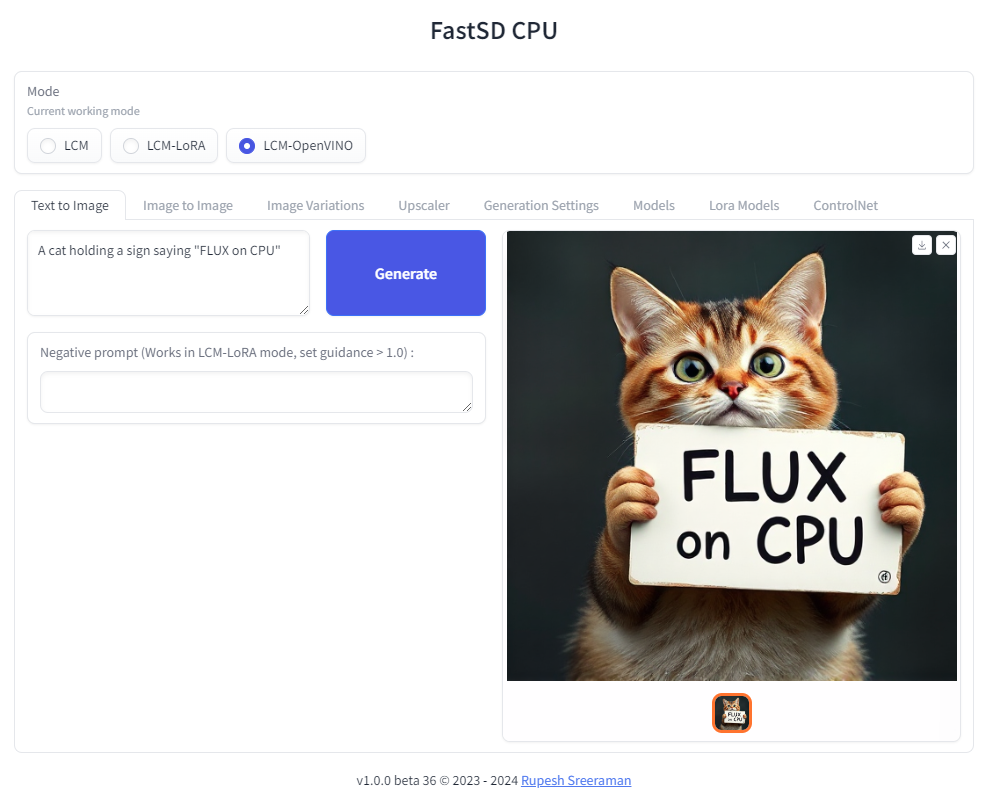 FastSD CPU
Mode
Current working mode
LCM
LCM-LoRA
LCM-OpenVINO
Text to Image
Image to Image
Image Variations
Upscaler
Generation Settings
Models
Lora Models
ControlNet
A cat holding a sign saying "FLUX on CPU"
Generate
Negative prompt (Works in LCM-LoRA mode, set guidance > 1.0) :
FLUX
on CPU
FLUX
on CPU
v1.0.0 beta 36 © 2023 - 2024 Rupesh Sreeraman